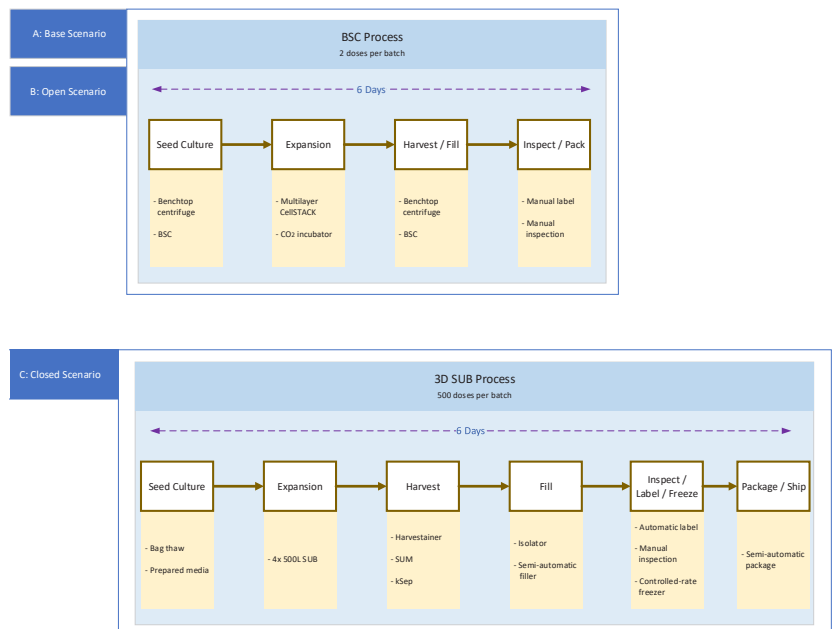 A: Base Scenario
B: Open Scenario
BSC Process
2 doses per batch
6 Days
Seed Culture
Expansion
Harvest / Fill
Inspect / Pack
- Benchtop
centrifuge
- BSC
- Multilayer
CellSTACK
- CO2 incubator
- Benchtop
centrifuge
- BSC
- Manual label
- Manual
inspection
C: Closed Scenario
3D SUB Process
500 doses per batch
6 Days
Seed Culture
Expansion
Harvest
Fill
Inspect /
Label / Freeze
Package / Ship
- Bag thaw
- Prepared media
- 4x 500L SUB
- Harvestainer
- SUM
- kSep
- Isolator
- Semi-automatic
filler
- Automatic label
- Manual
inspection
- Controlled-rate
freezer
- Semi-automatic
package